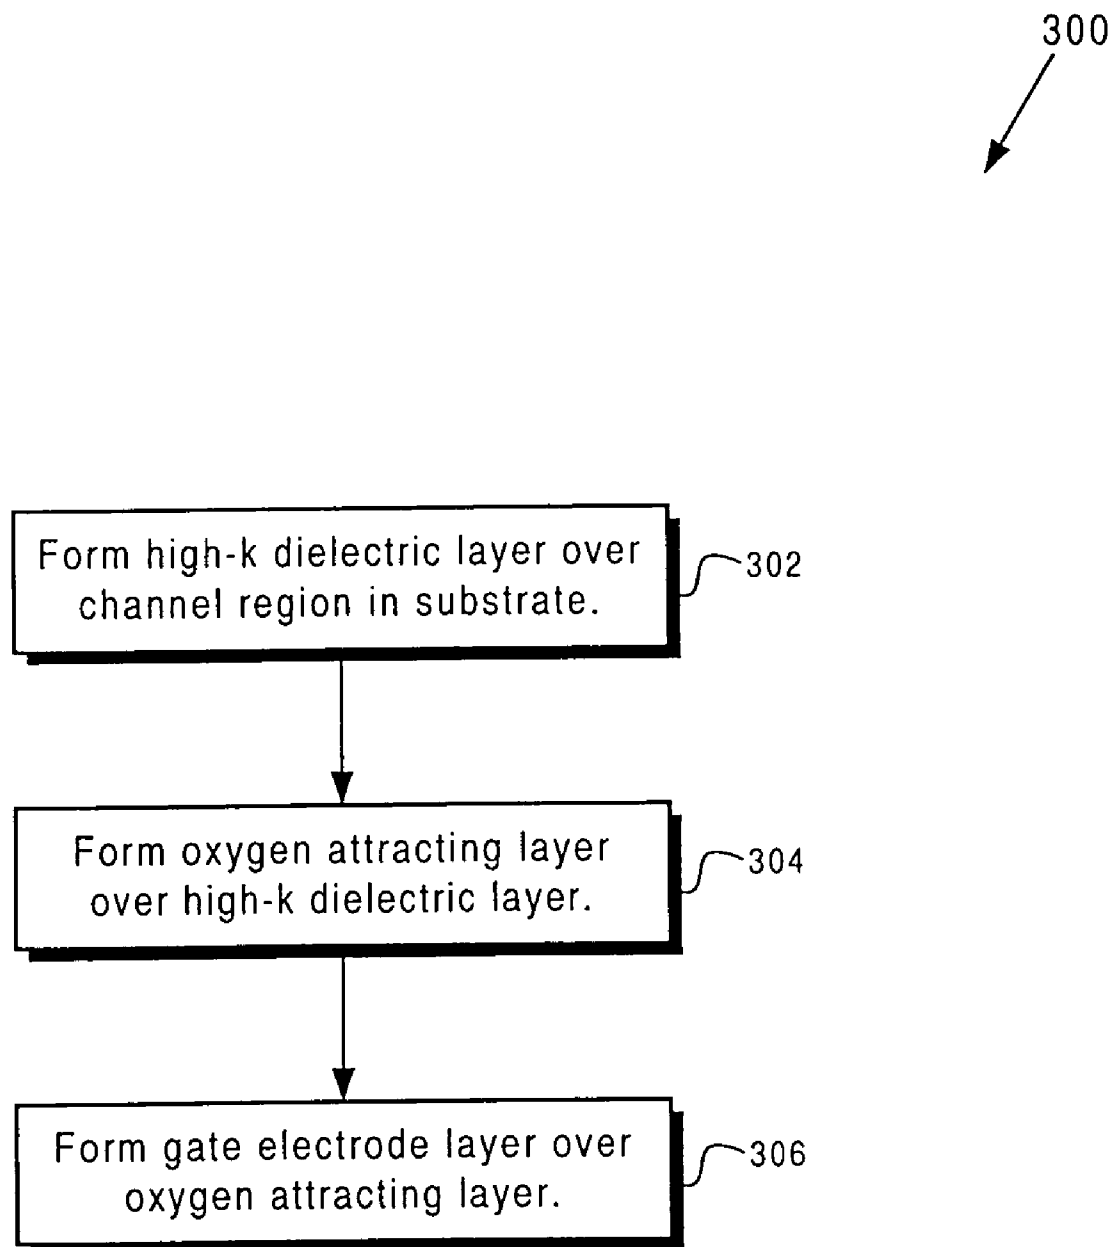 300
Form high-k dielectric layer over
channel region in substrate.
302
Form oxygen attracting layer
over high-k dielectric layer.
304
Form gate electrode layer over
oxygen attracting layer.
306